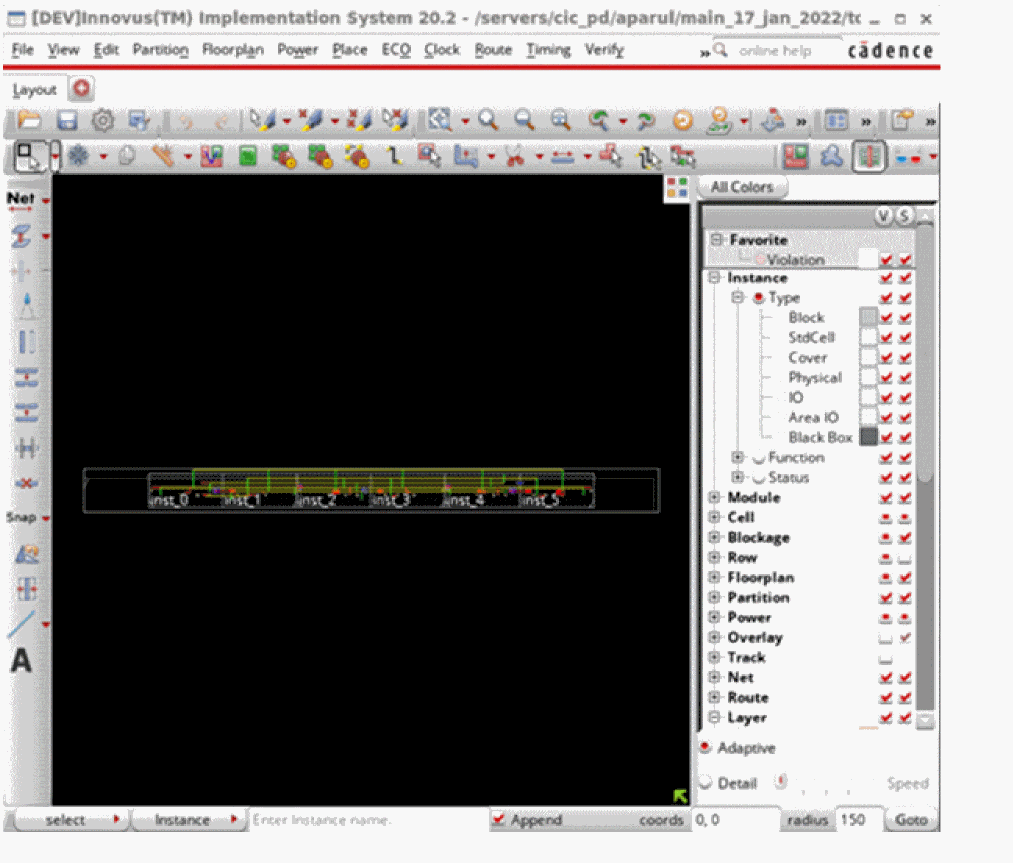 [DEV]Innovus(TM) Implementation System 20.2 - /servers/cic_pd/aparul/main_17_jan_2022/tc
File View Edit Partition Floorplan Power Place ECO Clock Route Timing Verify » online help cādence
Layout
» » »
All Colors
Net
V S
Favorite
Violation
Instance
Type
Block
StdCell
Cover
Physical
IO
Area IO
Black Box
Function
Status
inst_0 inst_1 inst_2 inst_3 inst_4 inst_5
Module
Cell
Snap
Blockage
Row
Floorplan
Partition
Power
Overlay
A
Track
Net
Route
Layer
Adaptive
Detail Speed
select Instance Enter Instance name. Append coords 0, 0 radius 150 Goto